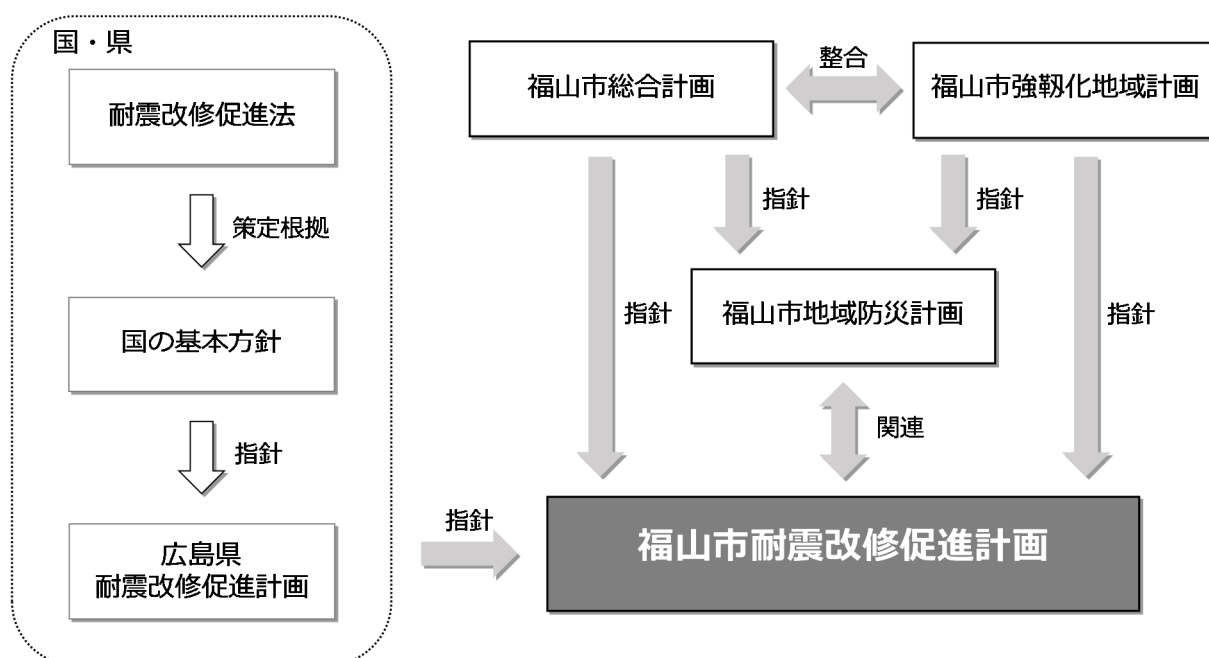 国・県
耐震改修促進法
策定根拠
国の基本方針
指針
広島県
耐震改修促進計画
指針
福山市総合計画
整合
福山市強靱化地域計画
指針
指針
指針
福山市地域防災計画
指針
関連
福山市耐震改修促進計画